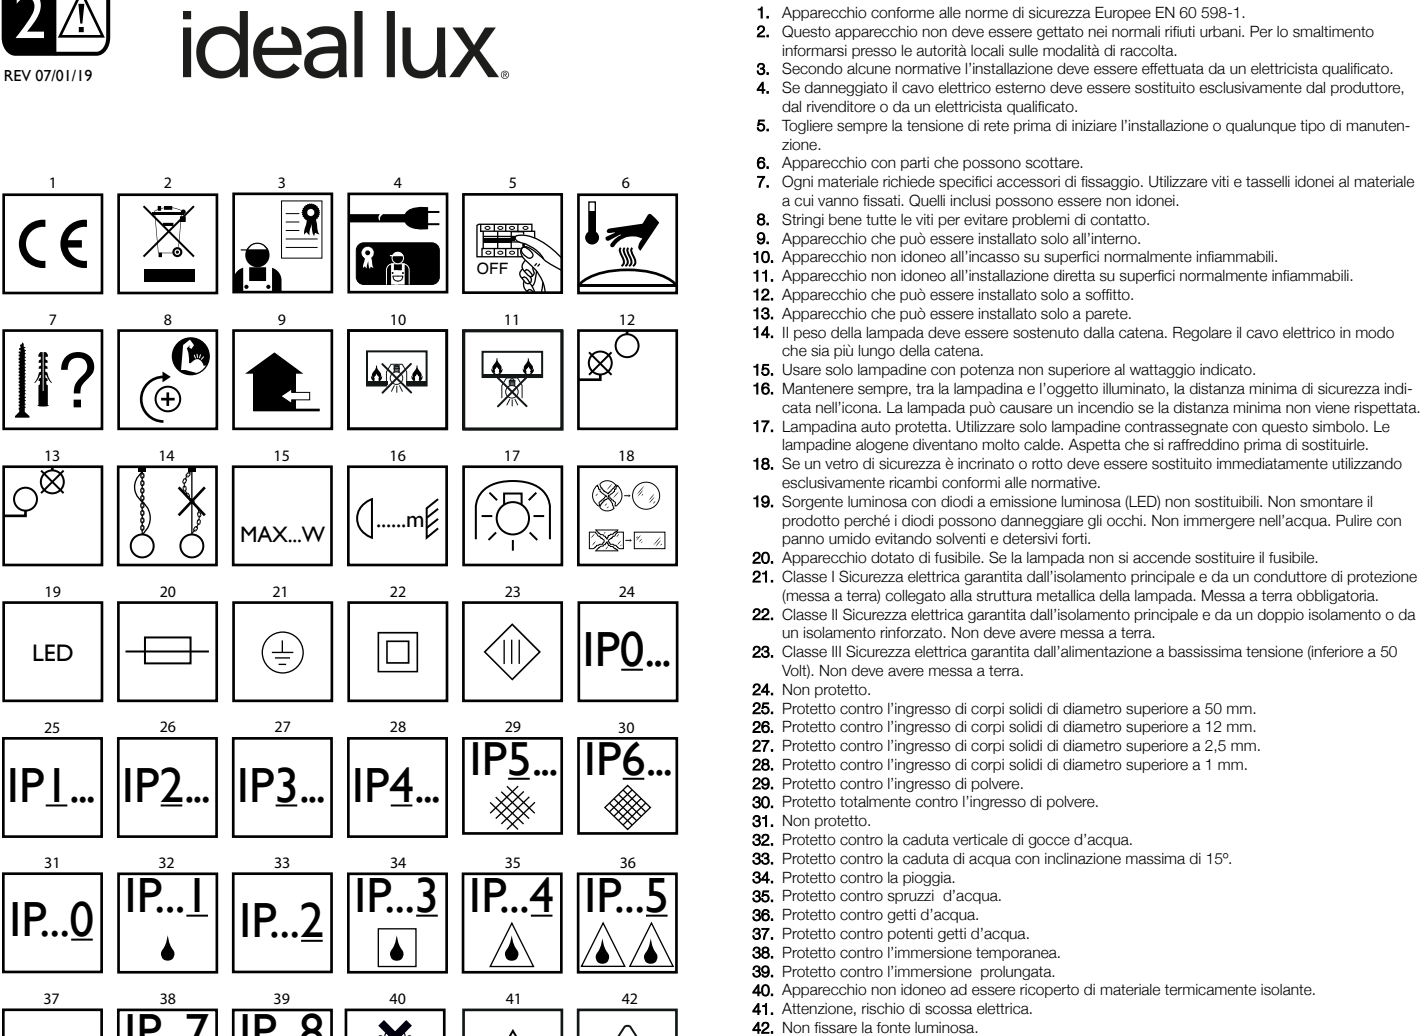 2
REV 07/01/19
ideal lux®
1 2 3 4 5 6
CE
OFF
7 8 9 10 11 12
?
13 14 15 16 17 18
MAX...W
......m
19 20 21 22 23 24
LED
IP0...
25 26 27 28 29 30
IP1... IP2... IP3... IP4... IP5... IP6...
31 32 33 34 35 36
IP...0 IP...1 IP...2 IP...3 IP...4 IP...5
37 38 39 40 41 42
IP...7 IP...8
1. Apparecchio conforme alle norme di sicurezza Europee EN 60 598-1.
2. Questo apparecchio non deve essere gettato nei normali rifiuti urbani. Per lo smaltimento
informarsi presso le autorità locali sulle modalità di raccolta.
3. Secondo alcune normative l'installazione deve essere effettuata da un elettricista qualificato.
4. Se danneggiato il cavo elettrico esterno deve essere sostituito esclusivamente dal produttore,
dal rivenditore o da un elettricista qualificato.
5. Togliere sempre la tensione di rete prima di iniziare l'installazione o qualunque tipo di manuten-
zione.
6. Apparecchio con parti che possono scottare.
7. Ogni materiale richiede specifici accessori di fissaggio. Utilizzare viti e tasselli idonei al materiale
a cui vanno fissati. Quelli inclusi possono essere non idonei.
8. Stringi bene tutte le viti per evitare problemi di contatto.
9. Apparecchio che può essere installato solo all'interno.
10. Apparecchio non idoneo all'incasso su superfici normalmente infiammabili.
11. Apparecchio non idoneo all'installazione diretta su superfici normalmente infiammabili.
12. Apparecchio che può essere installato solo a soffitto.
13. Apparecchio che può essere installato solo a parete.
14. Il peso della lampada deve essere sostenuto dalla catena. Regolare il cavo elettrico in modo
che sia più lungo della catena.
15. Usare solo lampadine con potenza non superiore al wattaggio indicato.
16. Mantenere sempre, tra la lampadina e l'oggetto illuminato, la distanza minima di sicurezza indi-
cata nell'icona. La lampada può causare un incendio se la distanza minima non viene rispettata.
17. Lampadina auto protetta. Utilizzare solo lampadine contrassegnate con questo simbolo. Le
lampadine alogene diventano molto calde. Aspetta che si raffreddino prima di sostituirle.
18. Se un vetro di sicurezza è incrinato o rotto deve essere sostituito immediatamente utilizzando
esclusivamente ricambi conformi alle normative.
19. Sorgente luminosa con diodi a emissione luminosa (LED) non sostituibili. Non smontare il
prodotto perché i diodi possono danneggiare gli occhi. Non immergere nell'acqua. Pulire con
panno umido evitando solventi e detersivi forti.
20. Apparecchio dotato di fusibile. Se la lampada non si accende sostituire il fusibile.
21. Classe I Sicurezza elettrica garantita dall'isolamento principale e da un conduttore di protezione
(messa a terra) collegato alla struttura metallica della lampada. Messa a terra obbligatoria.
22. Classe II Sicurezza elettrica garantita dall'isolamento principale e da un doppio isolamento o da
un isolamento rinforzato. Non deve avere messa a terra.
23. Classe III Sicurezza elettrica garantita dall'alimentazione a bassissima tensione (inferiore a 50
Volt). Non deve avere messa a terra.
24. Non protetto.
25. Protetto contro l'ingresso di corpi solidi di diametro superiore a 50 mm.
26. Protetto contro l'ingresso di corpi solidi di diametro superiore a 12 mm.
27. Protetto contro l'ingresso di corpi solidi di diametro superiore a 2,5 mm.
28. Protetto contro l'ingresso di corpi solidi di diametro superiore a 1 mm.
29. Protetto contro l'ingresso di polvere.
30. Protetto totalmente contro l'ingresso di polvere.
31. Non protetto.
32. Protetto contro la caduta verticale di gocce d'acqua.
33. Protetto contro la caduta di acqua con inclinazione massima di 15º.
34. Protetto contro la pioggia.
35. Protetto contro spruzzi d'acqua.
36. Protetto contro getti d'acqua.
37. Protetto contro potenti getti d'acqua.
38. Protetto contro l'immersione temporanea.
39. Protetto contro l'immersione prolungata.
40. Apparecchio non idoneo ad essere ricoperto di materiale termicamente isolante.
41. Attenzione, rischio di scossa elettrica.
42. Non fissare la fonte luminosa.